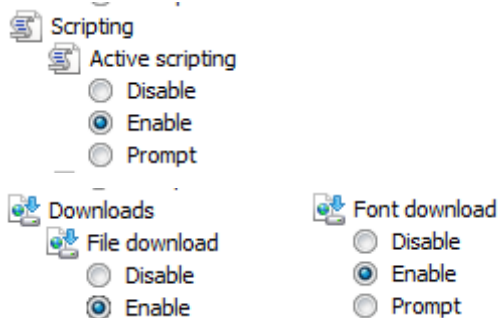 Scripting
Active scripting
Disable
Enable
Prompt
Downloads
File download
Disable
Enable
Font download
Disable
Enable
Prompt